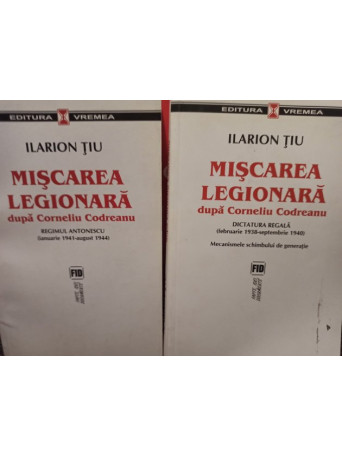 EDITURA VREMEA
ILARION ŢIU
MIŞCAREA
LEGIONARĂ
după Corneliu Codreanu
REGIMUL ANTONESCU
(ianuarie 1941-august 1944)
FID
EDITURA VREMEA
ILARION ŢIU
MIŞCAREA
LEGIONARĂ
după Corneliu Codreanu
DICTATURA REGALĂ
(februarie 1938-septembrie 1940)
Mecanismele schimbului de generaţie
FID